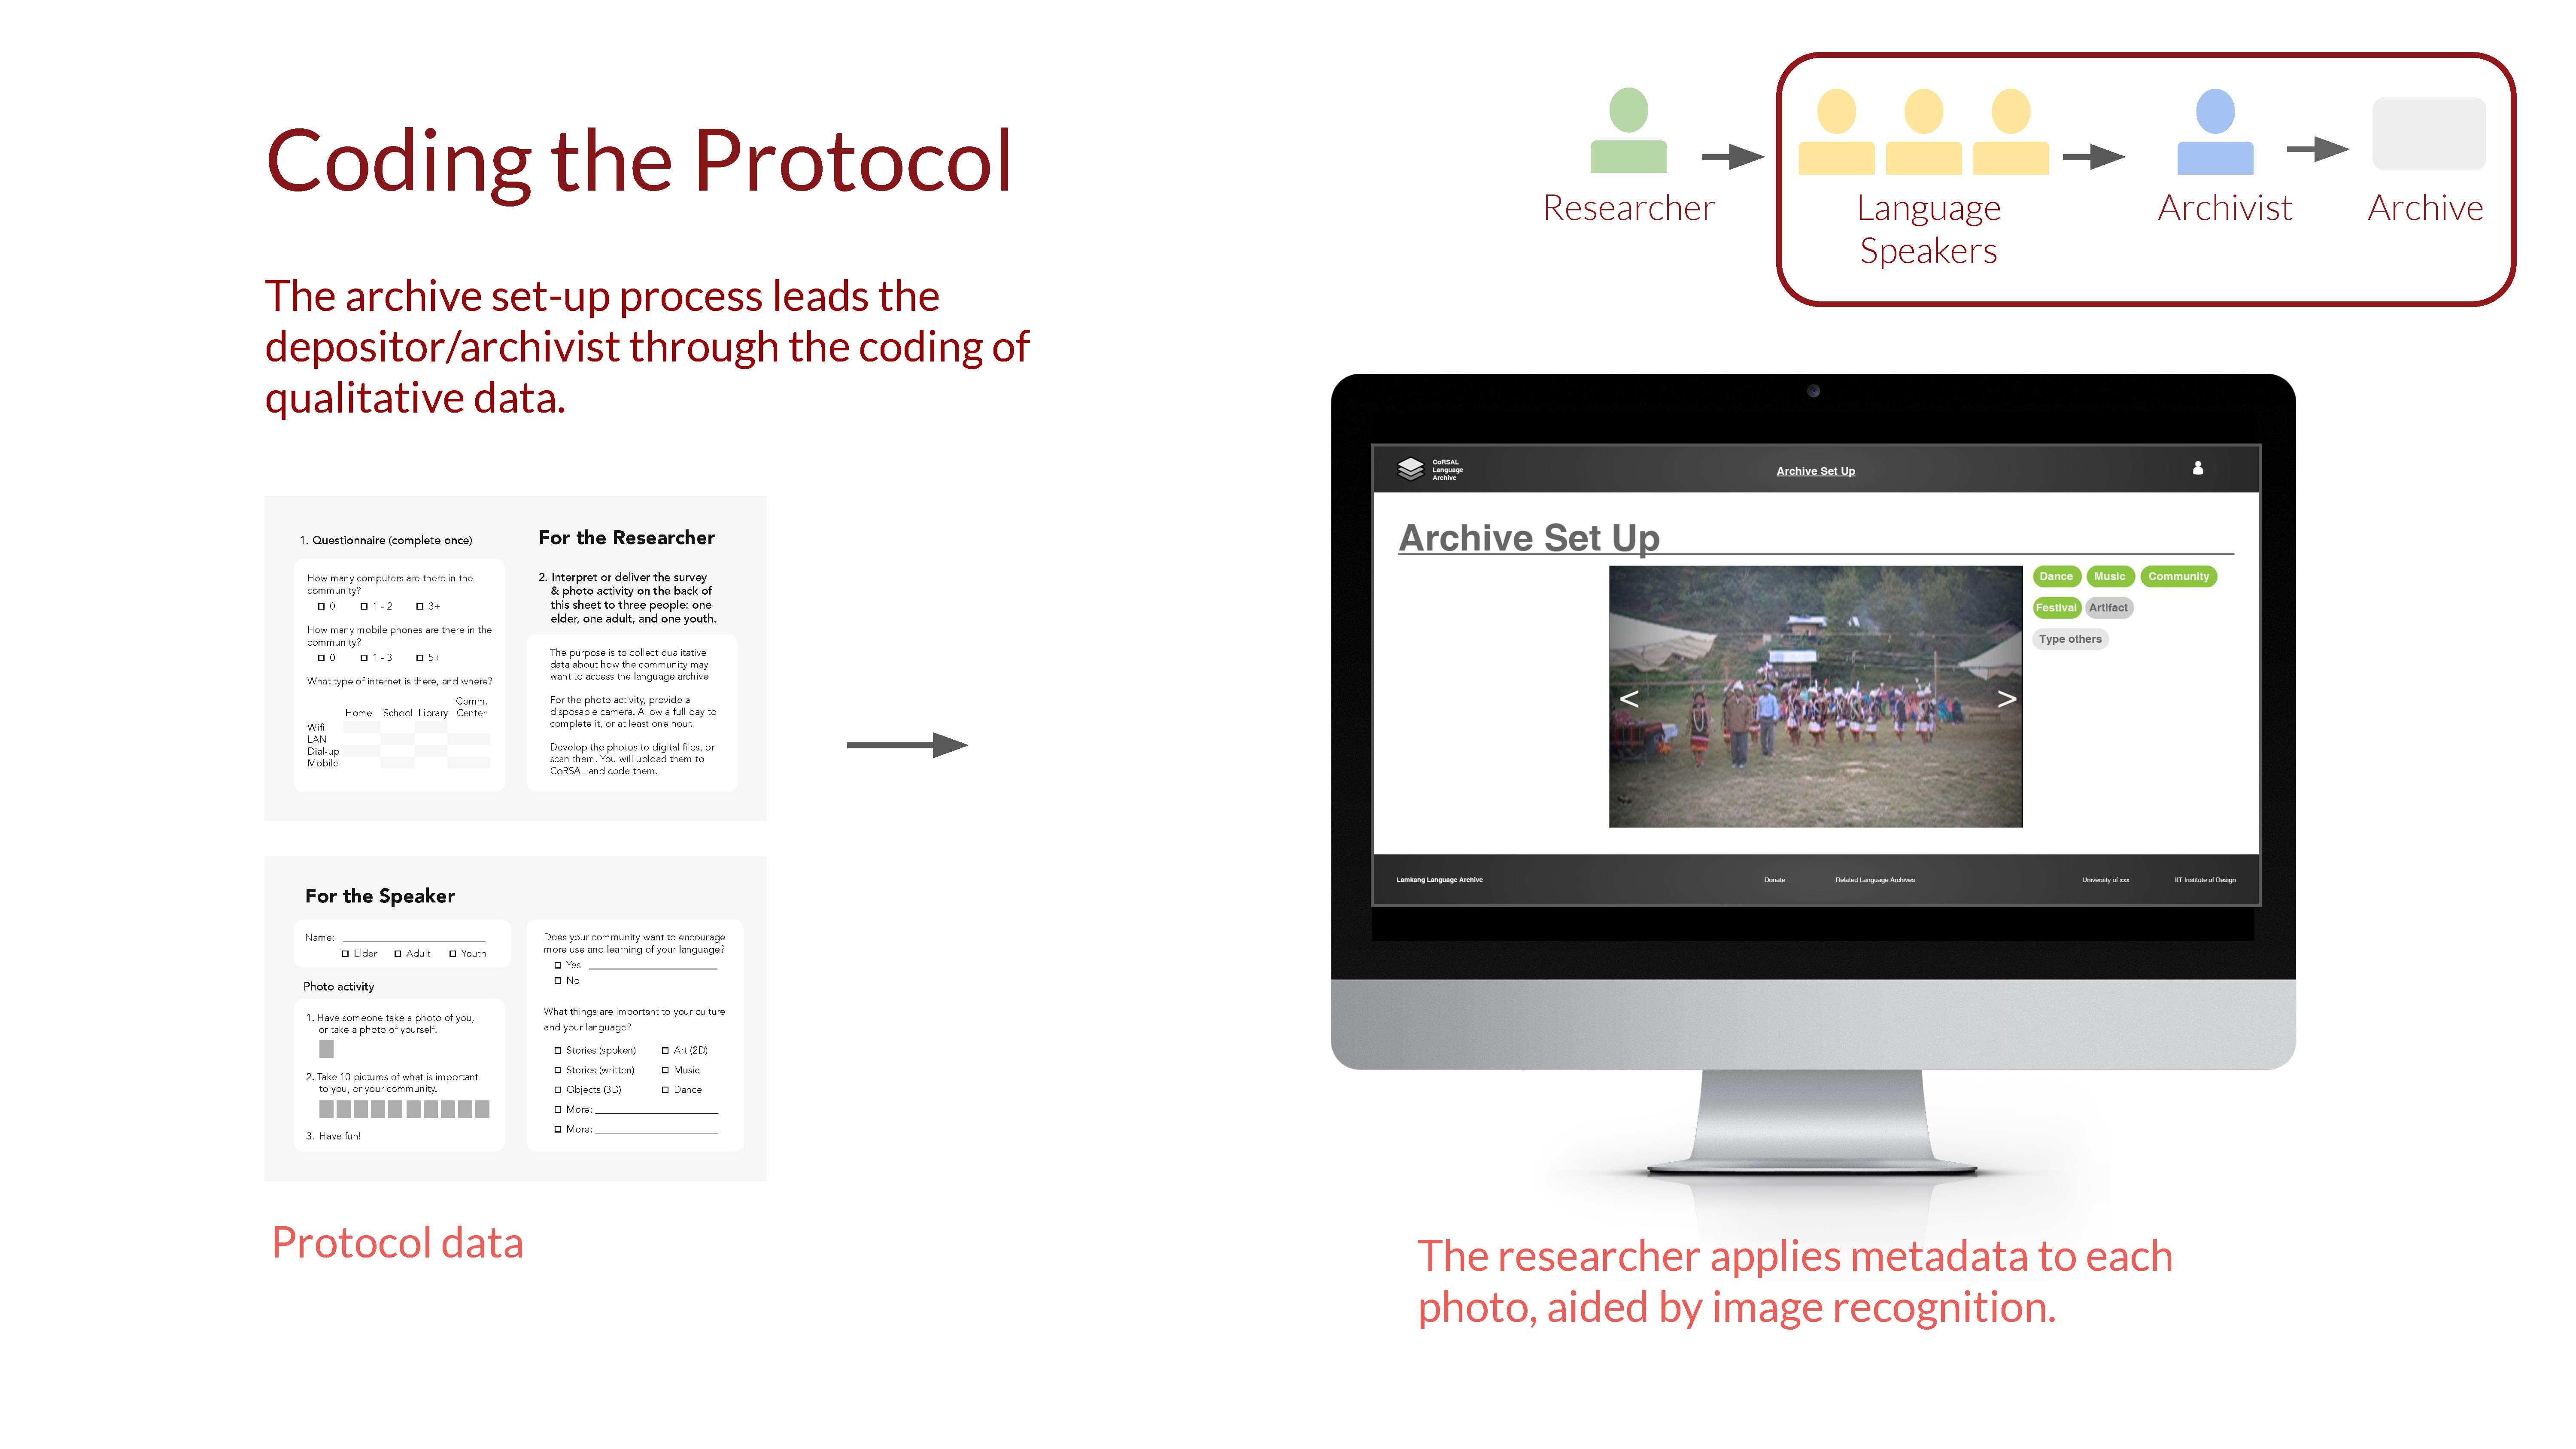 Coding the Protocol
The archive set-up process leads the
depositor/archivist through the coding of
qualitative data.
Researcher
Language
Speakers
Archivist
Archive
1. Questionnaire (complete once)
How many computers are there in the
community?
0 1 - 2 3+
How many mobile phones are there in the
community?
0 1 - 3 5+
What type of internet is there, and where?
Home School Library Comm.
Center
Wifi
LAN
Dial-up
Mobile
For the Researcher
2. Interpret or deliver the survey
& photo activity on the back of
this sheet to three people: one
elder, one adult, and one youth.
The purpose is to collect qualitative
data about how the community may
want to access the language archive.
For the photo activity, provide a
disposable camera. Allow a full day to
complete it, or at least one hour.
Develop the photos to digital files, or
scan them. You will upload them to
CoRSAL and code them.
For the Speaker
Name:
Elder Adult Youth
Photo activity
1. Have someone take a photo of you,
or take a photo of yourself.
2. Take 10 pictures of what is important
to you, or your community.
3. Have fun!
Does your community want to encourage
more use and learning of your language?
Yes
No
What things are important to your culture
and your language?
Stories (spoken) Art (2D)
Stories (written) Music
Objects (3D) Dance
More:
More:
Protocol data
CoRSAL
Language
Archive
Archive Set Up
Archive Set Up
< >
Dance Music Community
Festival Artifact
Type others
Lamkang Language Archive Donate Related Language Archives University of xxx IIT Institute of Design
The researcher applies metadata to each
photo, aided by image recognition.